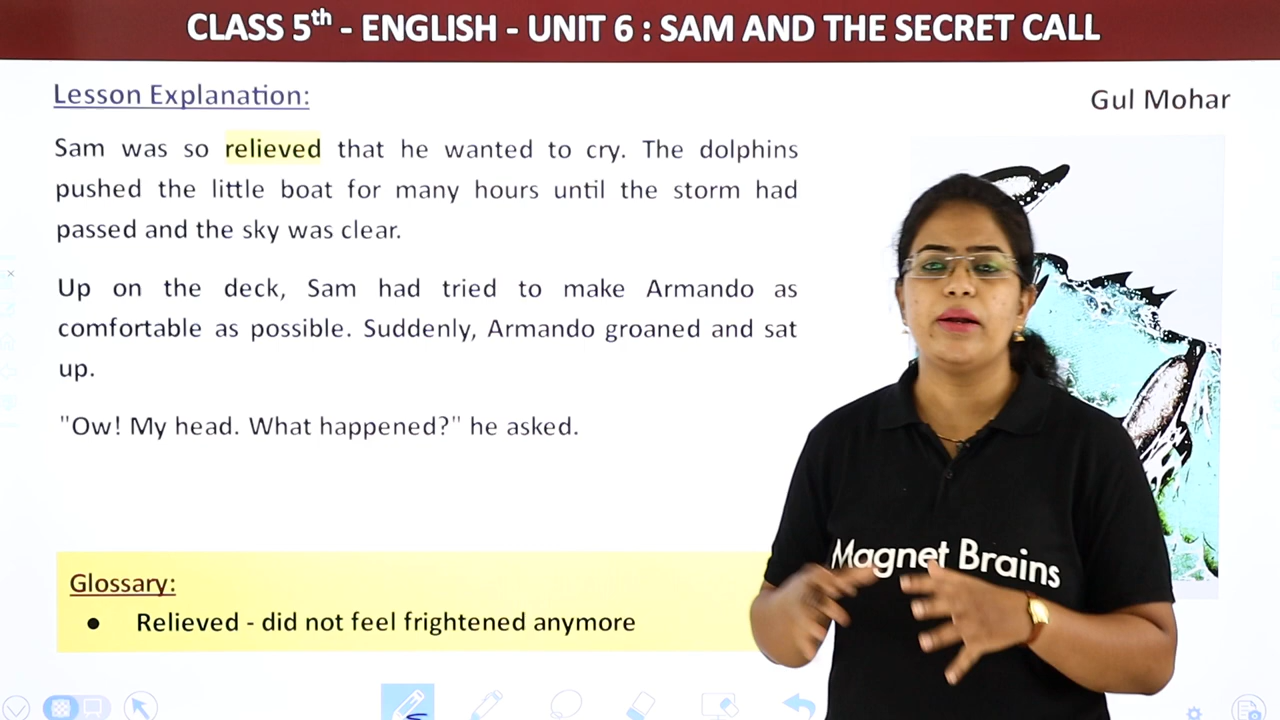 CLASS 5th - ENGLISH - UNIT 6 : SAM AND THE SECRET CALL
Lesson Explanation:
Gul Mohar
Sam was so relieved that he wanted to cry. The dolphins
pushed the little boat for many hours until the storm had
passed and the sky was clear.
Up on the deck, Sam had tried to make Armando as
comfortable as possible. Suddenly, Armando groaned and sat
up.
"Ow! My head. What happened?" he asked.
Magnet Brains
Glossary:
● Relieved - did not feel frightened anymore